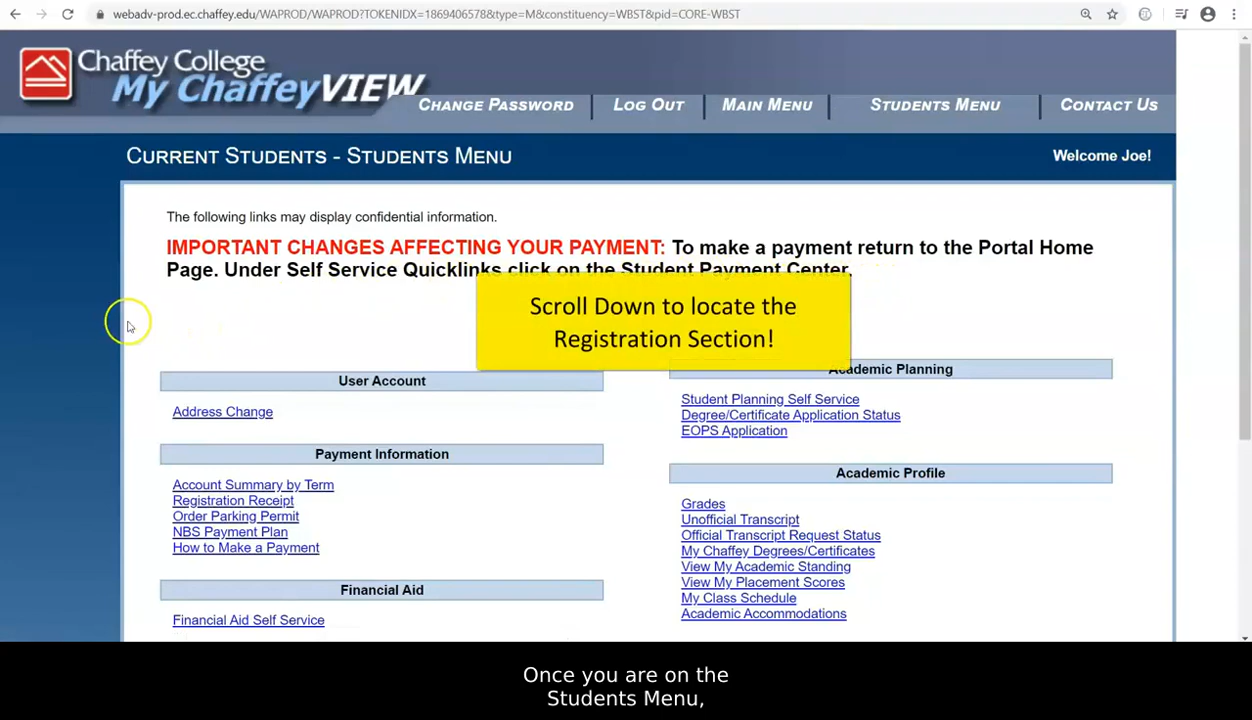 webadv-prod.ec.chaffey.edu/WAPROD/WAPROD?TOKENIDX=1869406578&type=M&constituency=WBST&pid=CORE-WBST
Chaffey College
My ChaffeyVIEW
CHANGE PASSWORD
LOG OUT
MAIN MENU
STUDENTS MENU
CONTACT US
CURRENT STUDENTS - STUDENTS MENU
Welcome Joe!
The following links may display confidential information.
IMPORTANT CHANGES AFFECTING YOUR PAYMENT: To make a payment return to the Portal Home
Page. Under Self Service Quicklinks click on the Student Payment Center.
Scroll Down to locate the
Registration Section!
User Account
Address Change
Payment Information
Account Summary by Term
Registration Receipt
Order Parking Permit
NBS Payment Plan
How to Make a Payment
Financial Aid
Financial Aid Self Service
Academic Planning
Student Planning Self Service
Degree/Certificate Application Status
EOPS Application
Academic Profile
Grades
Unofficial Transcript
Official Transcript Request Status
My Chaffey Degrees/Certificates
View My Academic Standing
View My Placement Scores
My Class Schedule
Academic Accommodations
Once you are on the
Students Menu,